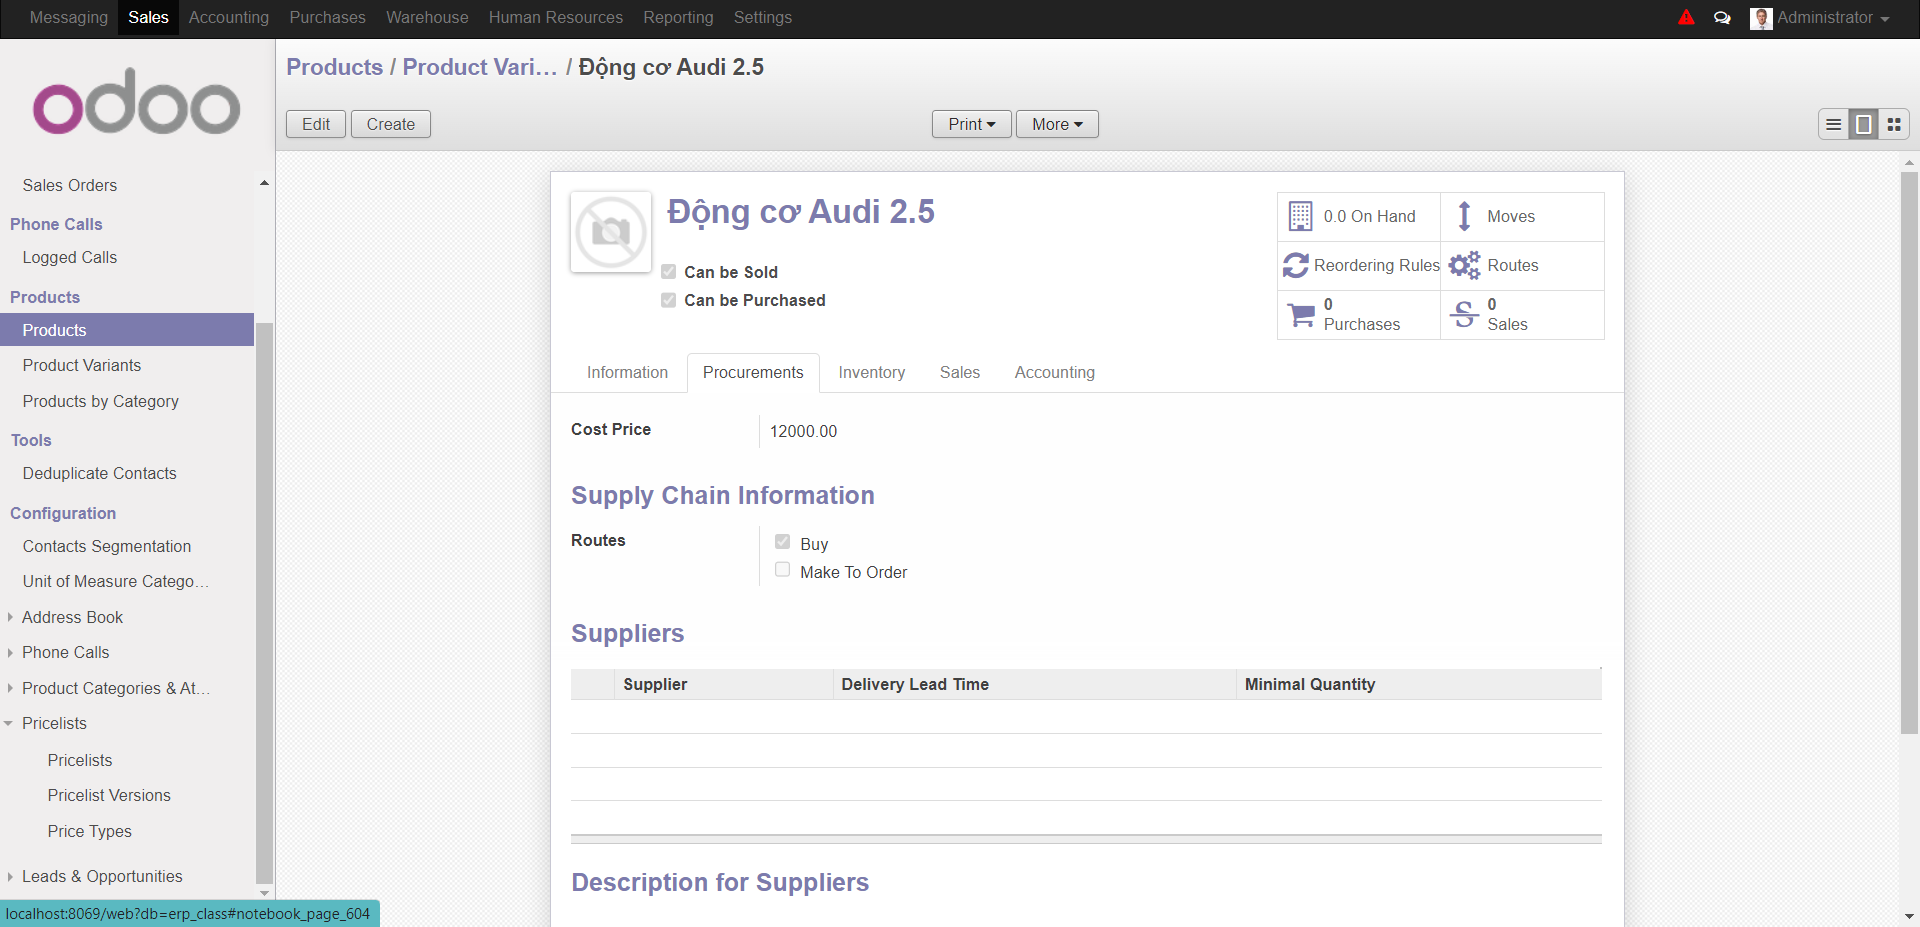 Messaging Sales Accounting Purchases Warehouse Human Resources Reporting Settings Administrator
odoo
Sales Orders
Phone Calls
Logged Calls
Products
Products
Product Variants
Products by Category
Tools
Deduplicate Contacts
Configuration
Contacts Segmentation
Unit of Measure Catego...
Address Book
Phone Calls
Product Categories & At...
Pricelists
Pricelists
Pricelist Versions
Price Types
Leads & Opportunities
localhost:8069/web?db=erp_class#notebook_page_604
Products / Product Vari... / Động cơ Audi 2.5
Edit Create Print More
Động cơ Audi 2.5
Can be Sold
Can be Purchased
0.0 On Hand Moves
Reordering Rules Routes
0 Purchases
0 Sales
Information Procurements Inventory Sales Accounting
Cost Price 12000.00
Supply Chain Information
Routes Buy
Make To Order
Suppliers
Supplier Delivery Lead Time Minimal Quantity
Description for Suppliers